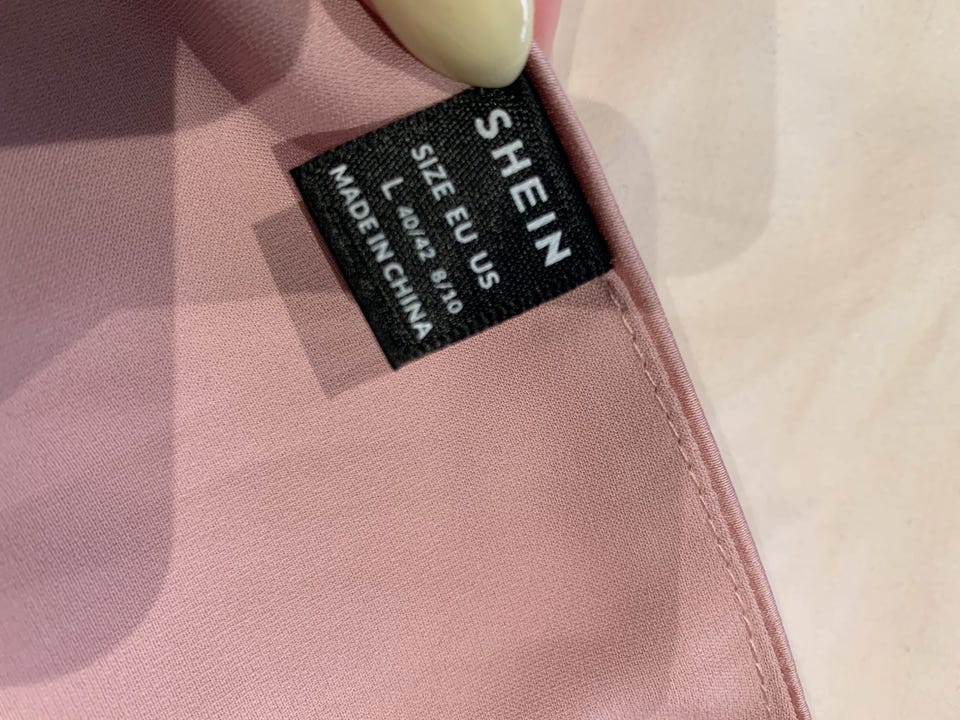 SHEIN
SIZE EU US
L 40/42 8/10
MADE IN CHINA